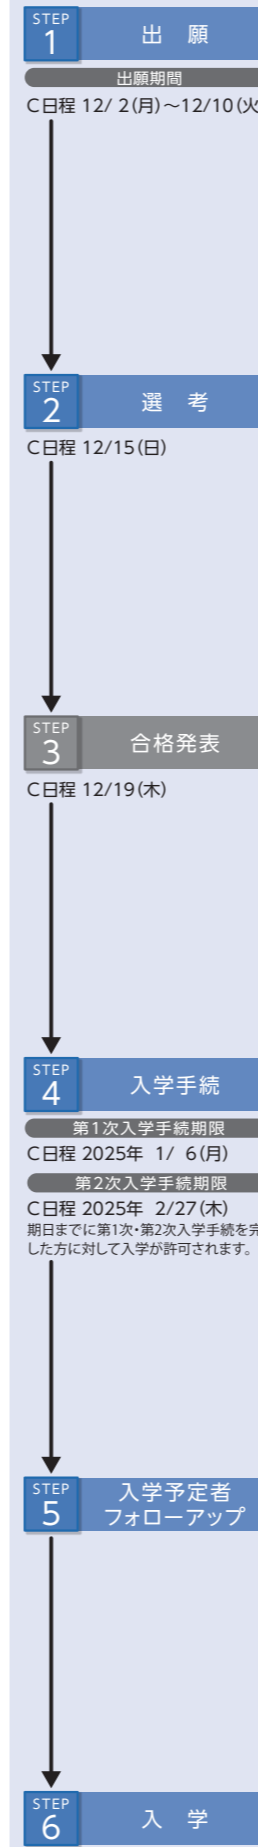 STEP
1
出　願
出願期間
C日程 12/ 2(月)～12/10(火
STEP
2
選　考
C日程 12/15(日)
STEP
3
合格発表
C日程 12/19(木)
STEP
4
入学手続
第1次入学手続期限
C日程 2025年 1/ 6(月)
第2次入学手続期限
C日程 2025年 2/27(木)
期日までに第1次・第2次入学手続を完
した方に対して入学が許可されます。
STEP
5
入学予定者
フォローアップ
STEP
6
入　学